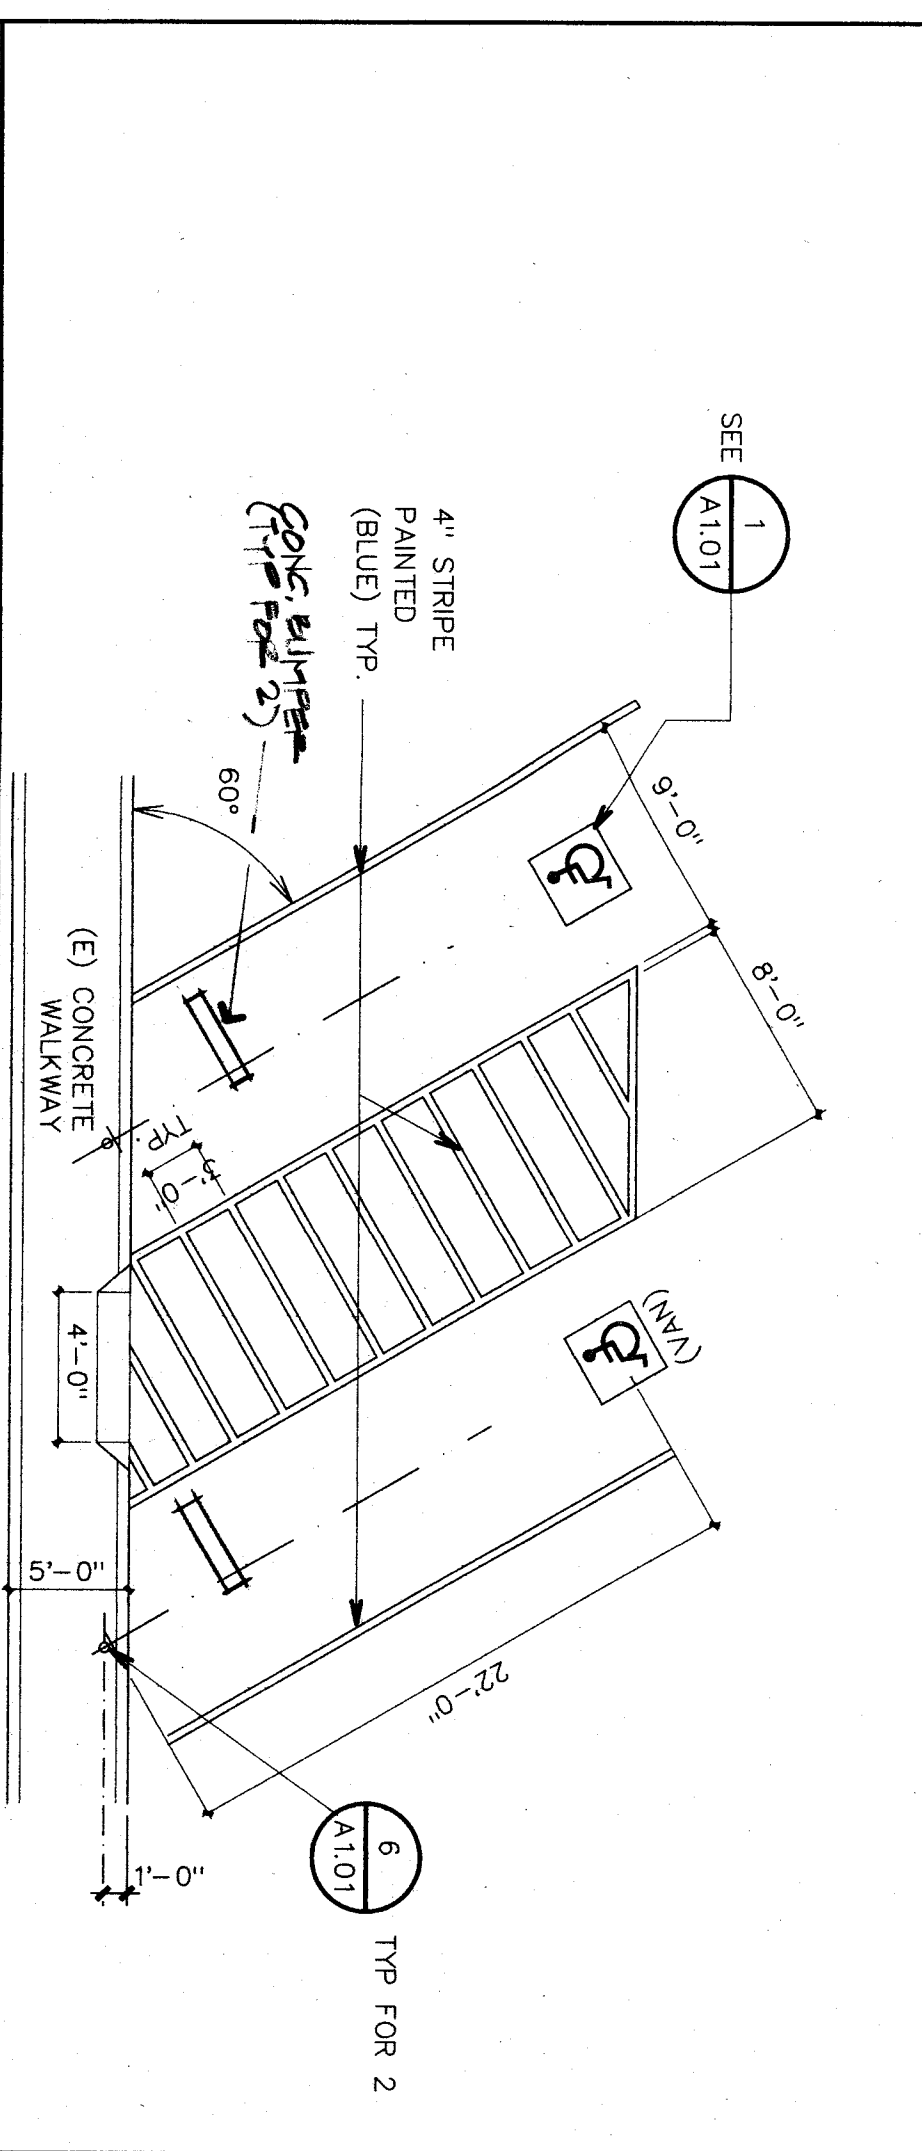 SEE
1
A1.01
4" STRIPE
PAINTED
(BLUE) TYP.
CONC. BUMPER
(TYP FOR 2)
60°
9'-0"
8'-0"
(E) CONCRETE
WALKWAY
TYP.
3'-0"
4'-0"
(VAN)
5'-0"
22'-0"
1'-0"
6
A1.01
TYP FOR 2